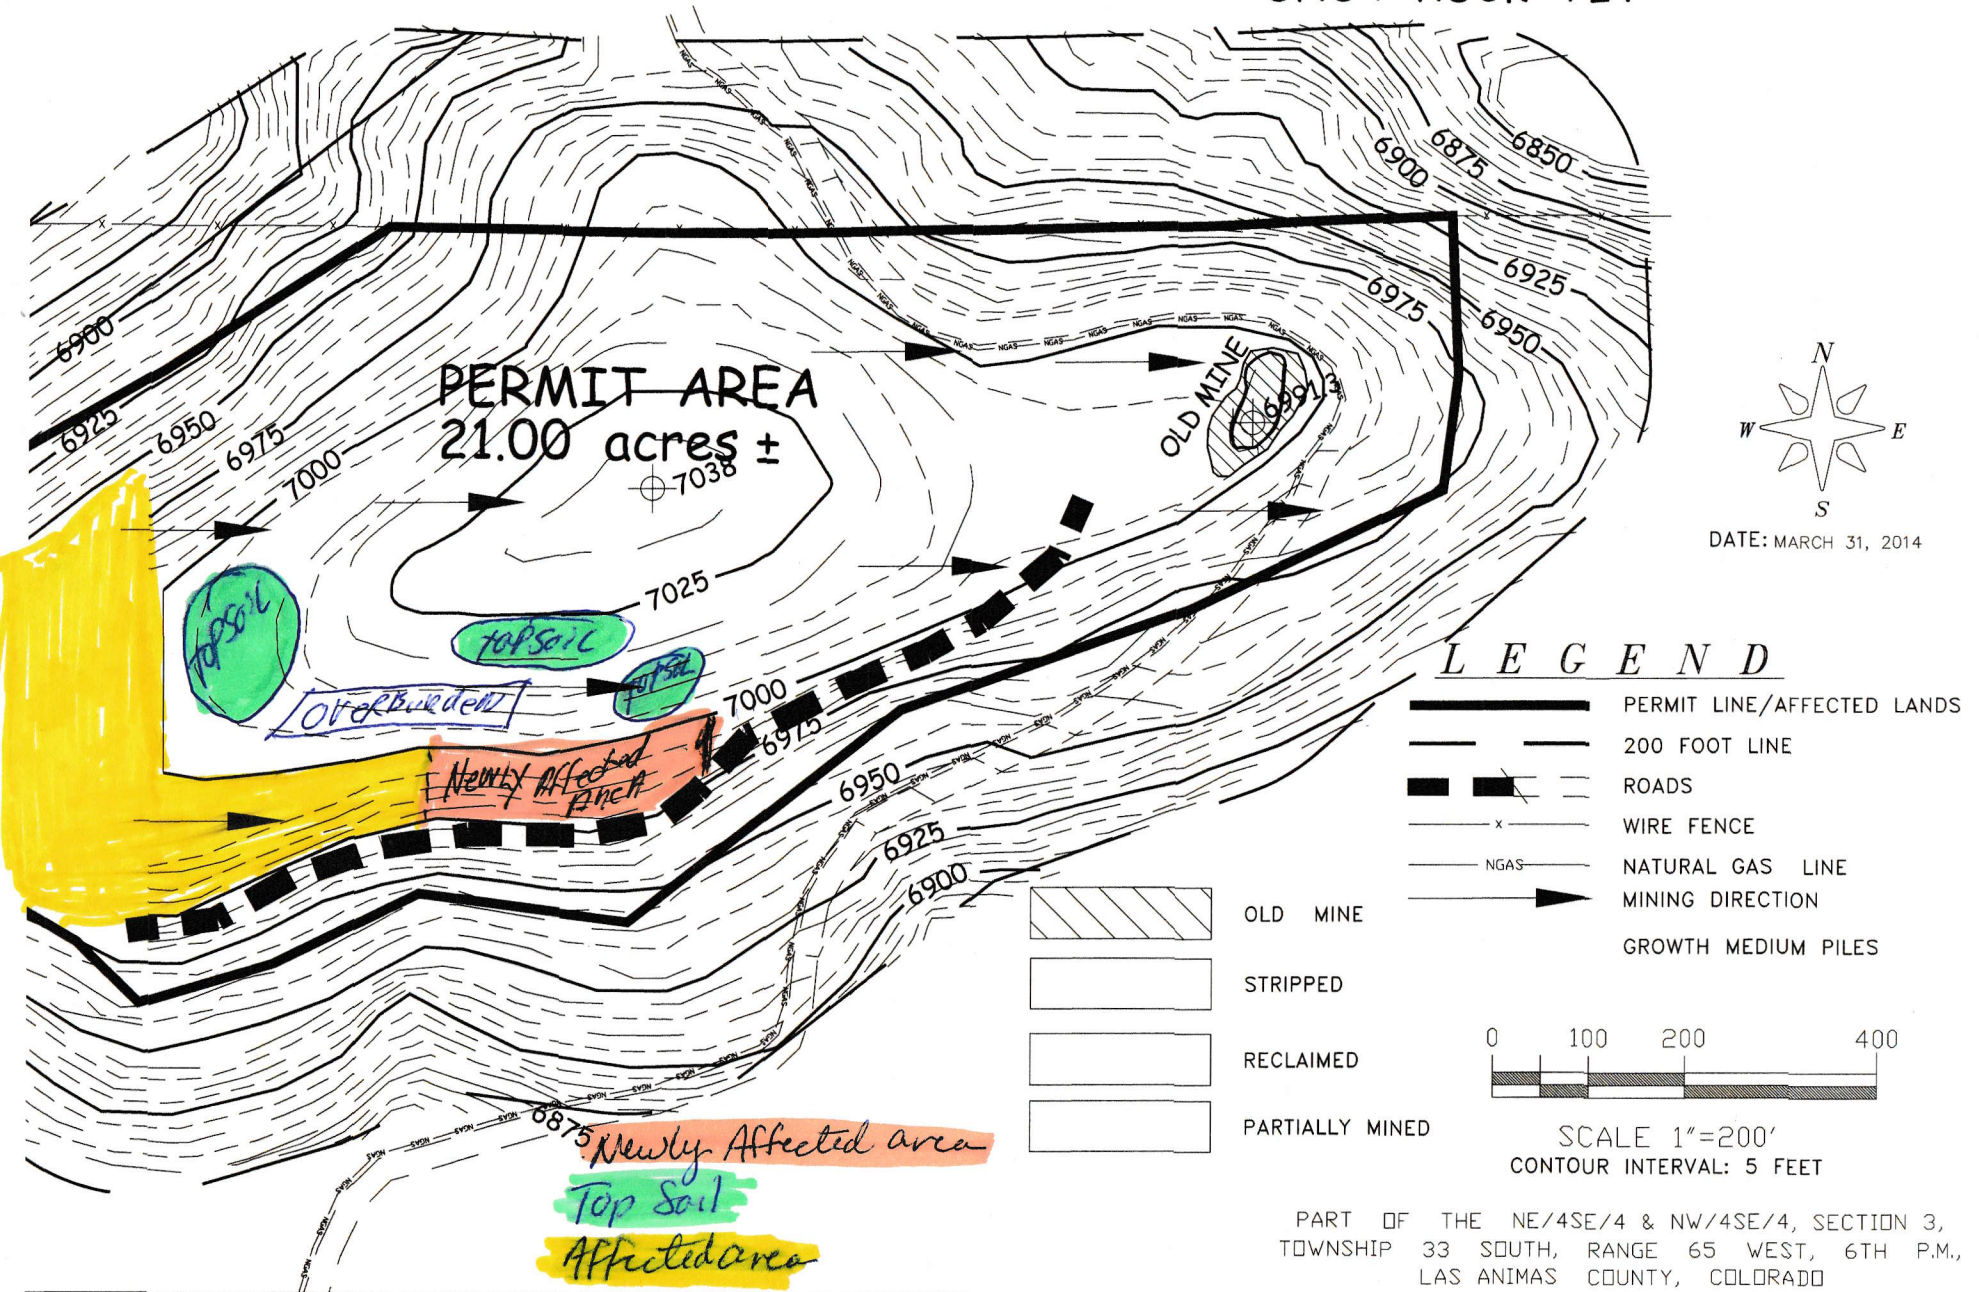 6850
6875
6900
6925
6975
6950
6900
6925
6950
6975
7000
PERMIT AREA
21.00 acres ±
7038
7025
OLD MINE
N
W
E
S
DATE: MARCH 31, 2014
Topsoil
Topsoil
Topsoil
OverBurden
Newly Affected
Area
7000
6975
6950
6925
6900
6875
LEGEND
PERMIT LINE/AFFECTED LANDS
200 FOOT LINE
ROADS
x WIRE FENCE
NGAS NATURAL GAS LINE
MINING DIRECTION
GROWTH MEDIUM PILES
OLD MINE
STRIPPED
RECLAIMED
PARTIALLY MINED
0 100 200 400
SCALE 1"=200'
CONTOUR INTERVAL: 5 FEET
Newly Affected area
Top Soil
Affected area
PART OF THE NE/4SE/4 & NW/4SE/4, SECTION 3,
TOWNSHIP 33 SOUTH, RANGE 65 WEST, 6TH P.M.,
LAS ANIMAS COUNTY, COLORADO